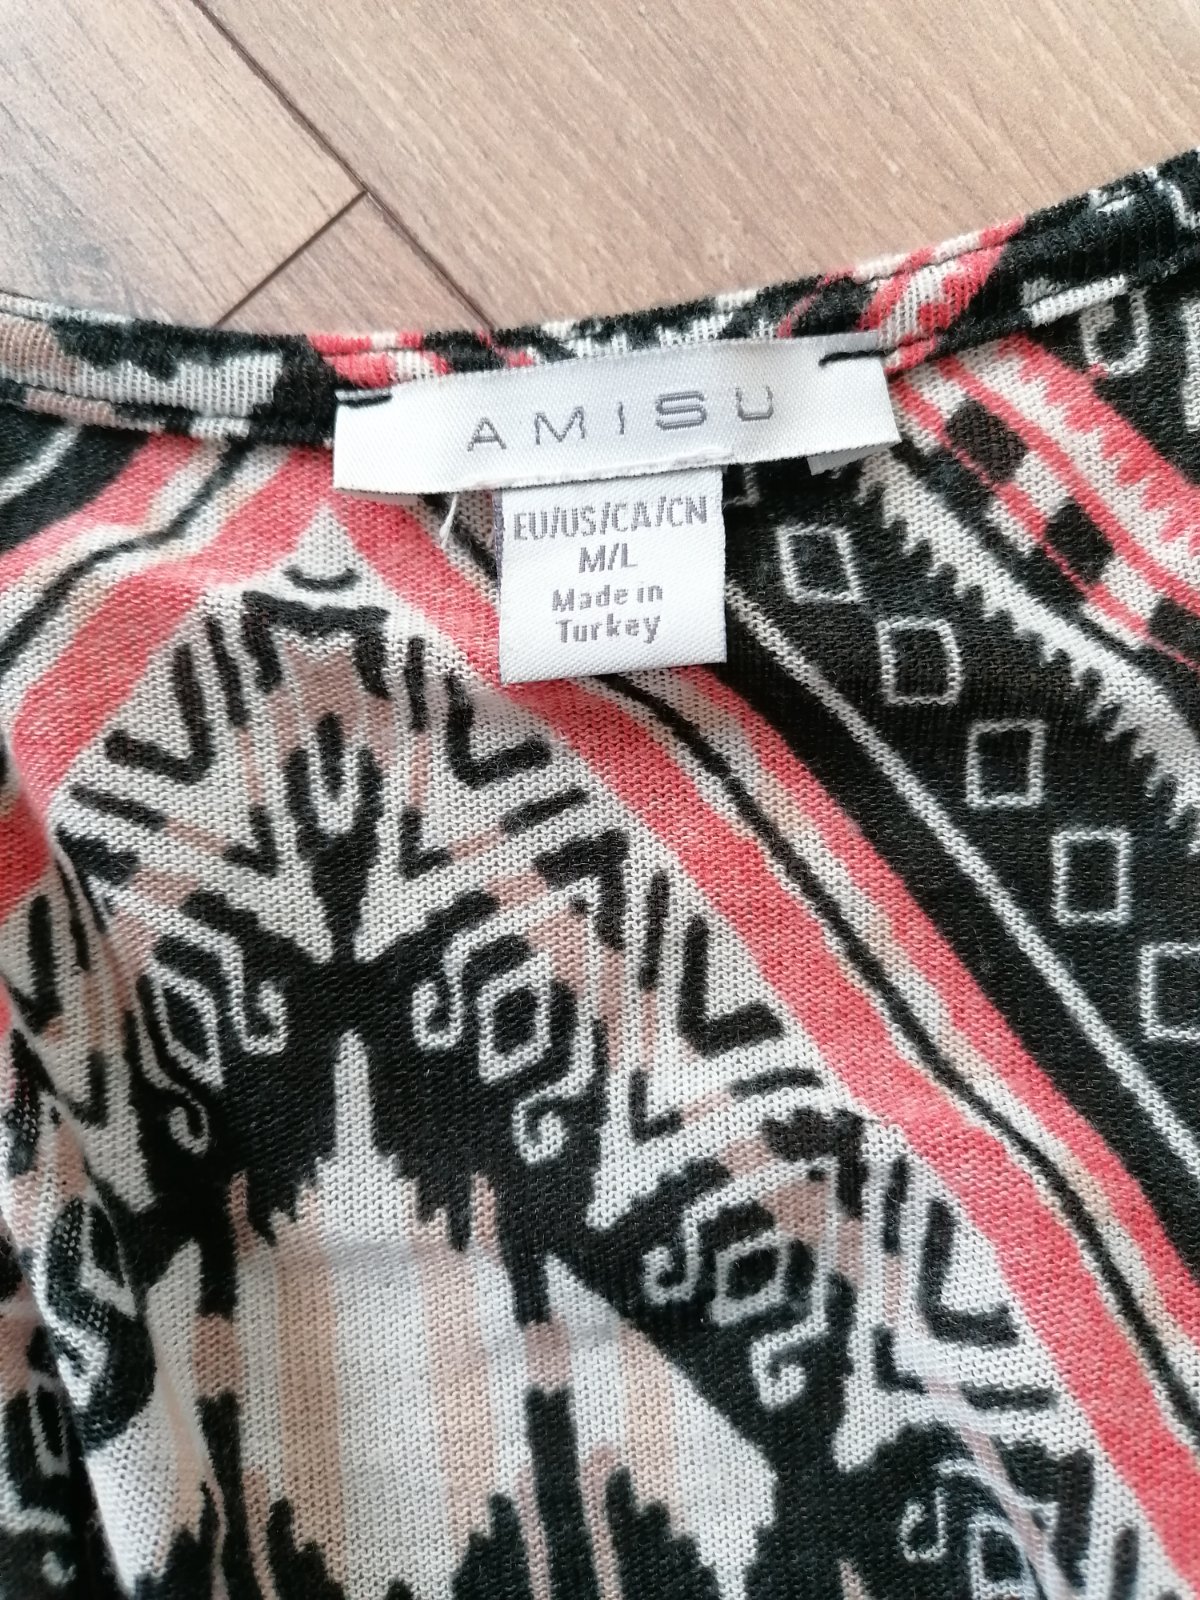 AMISU
EU/US/CA/CN
M/L
Made in
Turkey